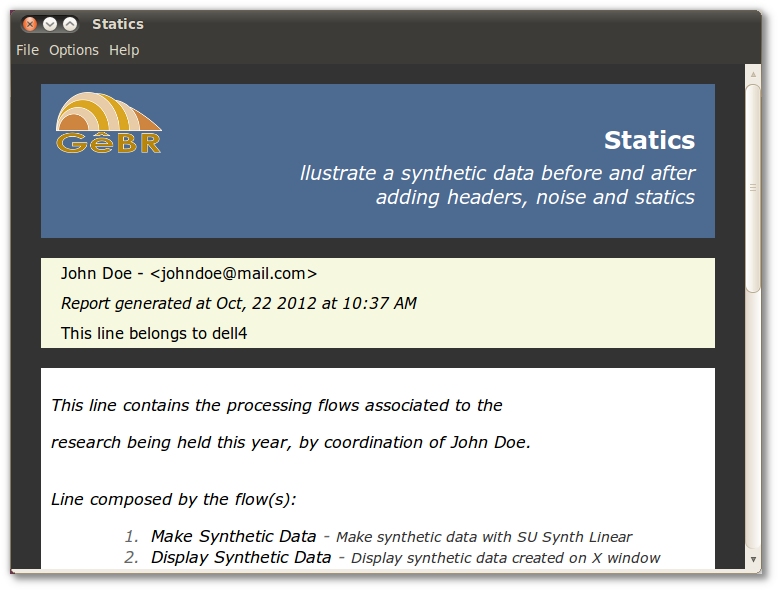 Statics
File Options Help
GêBR
Statics
llustrate a synthetic data before and after
adding headers, noise and statics
John Doe - <johndoe@mail.com>
Report generated at Oct, 22 2012 at 10:37 AM
This line belongs to dell4
This line contains the processing flows associated to the
research being held this year, by coordination of John Doe.
Line composed by the flow(s):
1. Make Synthetic Data - Make synthetic data with SU Synth Linear
2. Display Synthetic Data - Display synthetic data created on X window